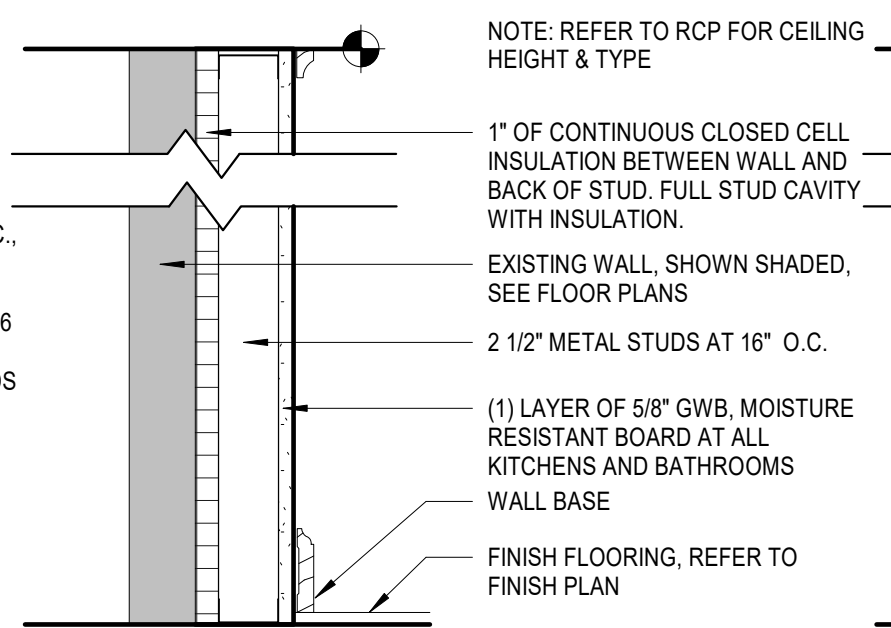 NOTE: REFER TO RCP FOR CEILING
HEIGHT & TYPE
1" OF CONTINUOUS CLOSED CELL
INSULATION BETWEEN WALL AND
BACK OF STUD. FULL STUD CAVITY
WITH INSULATION.
C.,
EXISTING WALL, SHOWN SHADED,
SEE FLOOR PLANS
6
2 1/2" METAL STUDS AT 16" O.C.
OS
(1) LAYER OF 5/8" GWB, MOISTURE
RESISTANT BOARD AT ALL
KITCHENS AND BATHROOMS
WALL BASE
FINISH FLOORING, REFER TO
FINISH PLAN